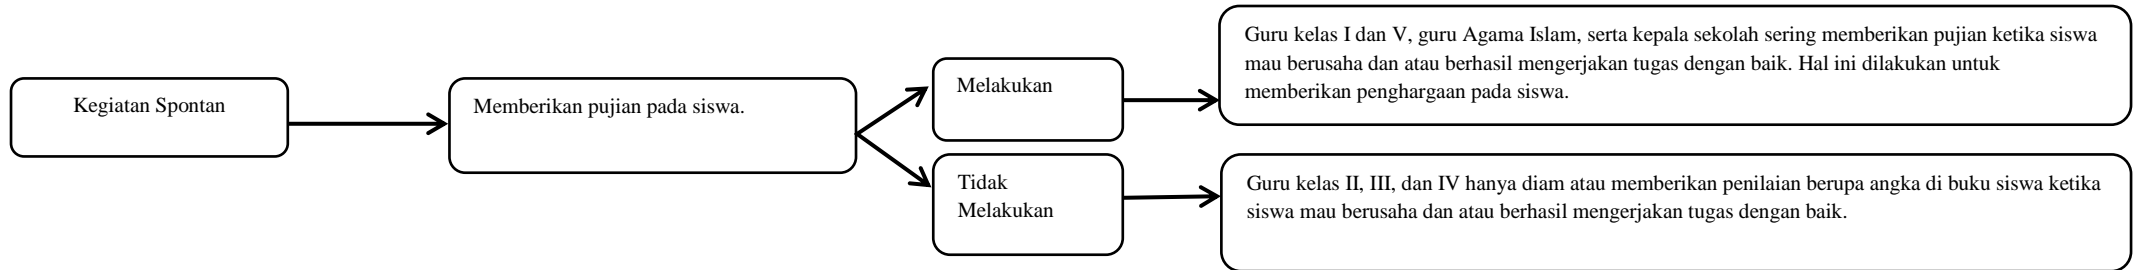 Kegiatan Spontan
Memberikan pujian pada siswa.
Melakukan
Guru kelas I dan V, guru Agama Islam, serta kepala sekolah sering memberikan pujian ketika siswa
mau berusaha dan atau berhasil mengerjakan tugas dengan baik. Hal ini dilakukan untuk
memberikan penghargaan pada siswa.
Tidak
Melakukan
Guru kelas II, III, dan IV hanya diam atau memberikan penilaian berupa angka di buku siswa ketika
siswa mau berusaha dan atau berhasil mengerjakan tugas dengan baik.